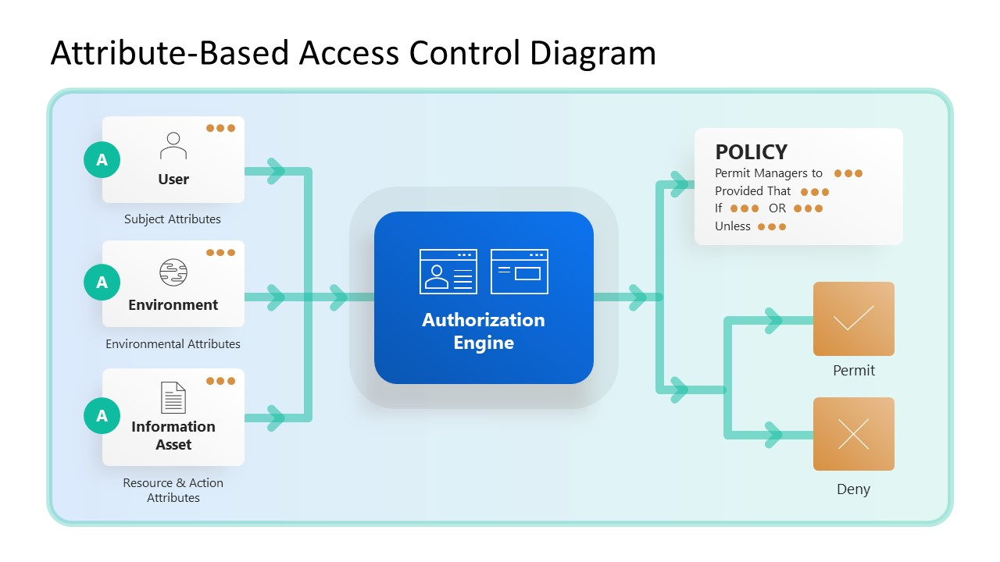 Attribute-Based Access Control Diagram
A
User
Subject Attributes
A
Environment
Environmental Attributes
A
Information
Asset
Resource & Action
Attributes
Authorization
Engine
POLICY
Permit Managers to
Provided That
If OR
Unless
Permit
Deny